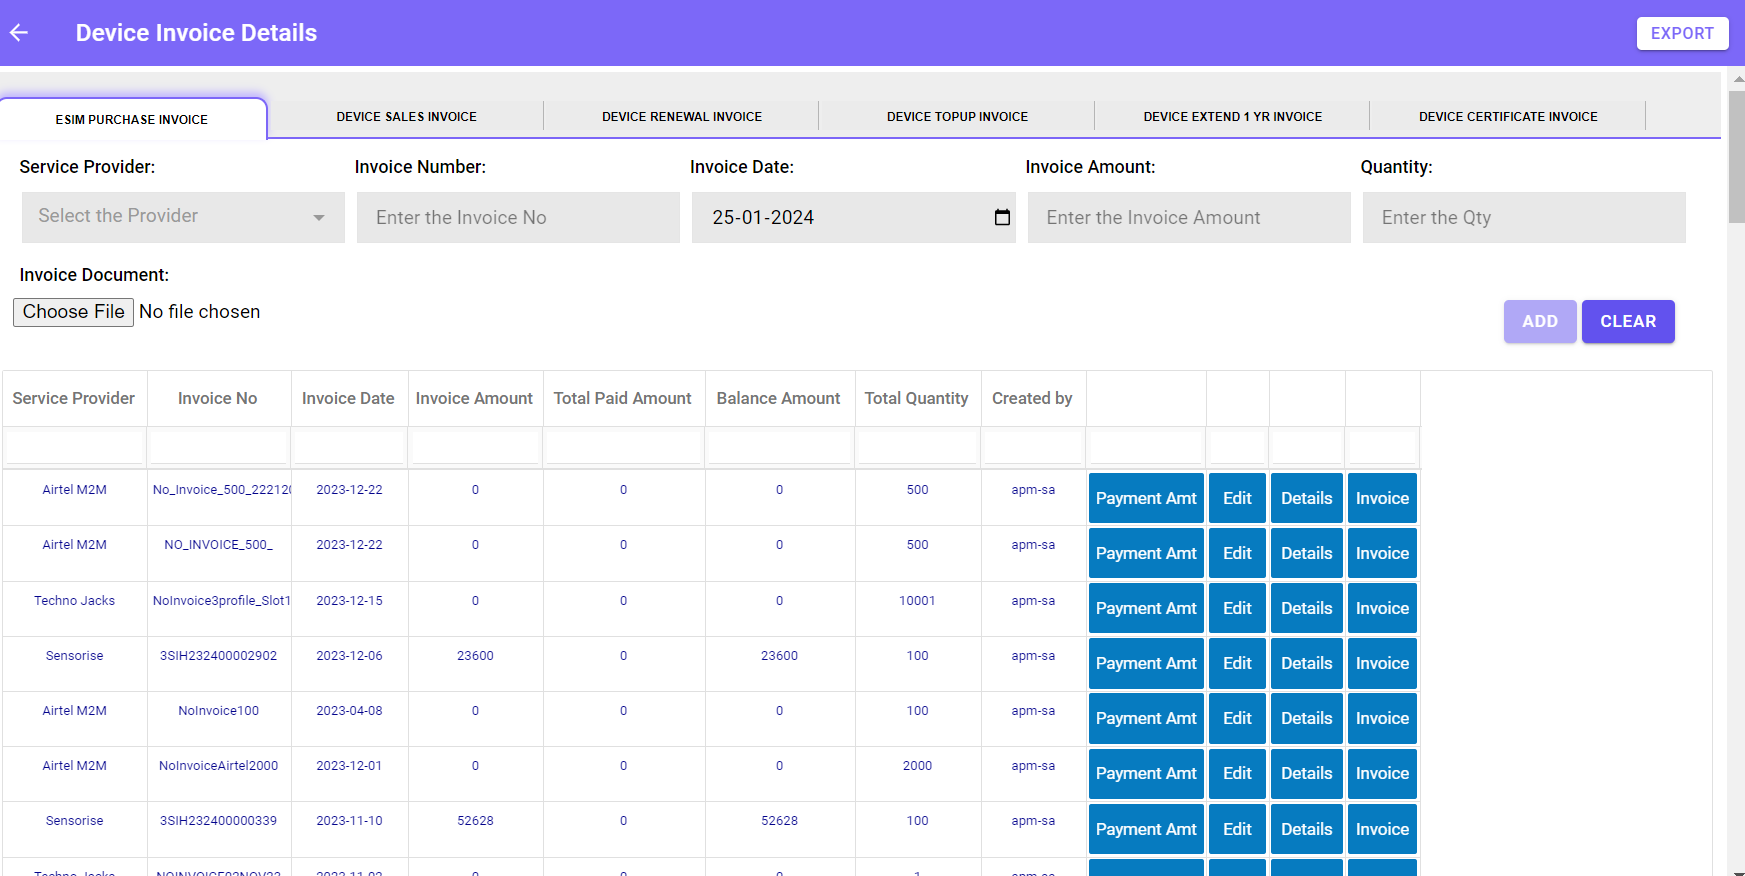 Device Invoice Details
EXPORT
ESIM PURCHASE INVOICE DEVICE SALES INVOICE DEVICE RENEWAL INVOICE DEVICE TOPUP INVOICE DEVICE EXTEND 1 YR INVOICE DEVICE CERTIFICATE INVOICE
Service Provider: Invoice Number: Invoice Date: Invoice Amount: Quantity:
Select the Provider Enter the Invoice No 25-01-2024 Enter the Invoice Amount Enter the Qty
Invoice Document:
Choose File No file chosen
ADD CLEAR
Service Provider Invoice No Invoice Date Invoice Amount Total Paid Amount Balance Amount Total Quantity Created by
Airtel M2M No_Invoice_500_22212 2023-12-22 0 0 0 500 apm-sa Payment Amt Edit Details Invoice
Airtel M2M NO_INVOICE_500_ 2023-12-22 0 0 0 500 apm-sa Payment Amt Edit Details Invoice
Techno Jacks NoInvoice3profile_Slot1 2023-12-15 0 0 0 10001 apm-sa Payment Amt Edit Details Invoice
Sensorise 3SIH232400002902 2023-12-06 23600 0 23600 100 apm-sa Payment Amt Edit Details Invoice
Airtel M2M NoInvoice100 2023-04-08 0 0 0 100 apm-sa Payment Amt Edit Details Invoice
Airtel M2M NoInvoiceAirtel2000 2023-12-01 0 0 0 2000 apm-sa Payment Amt Edit Details Invoice
Sensorise 3SIH232400000339 2023-11-10 52628 0 52628 100 apm-sa Payment Amt Edit Details Invoice